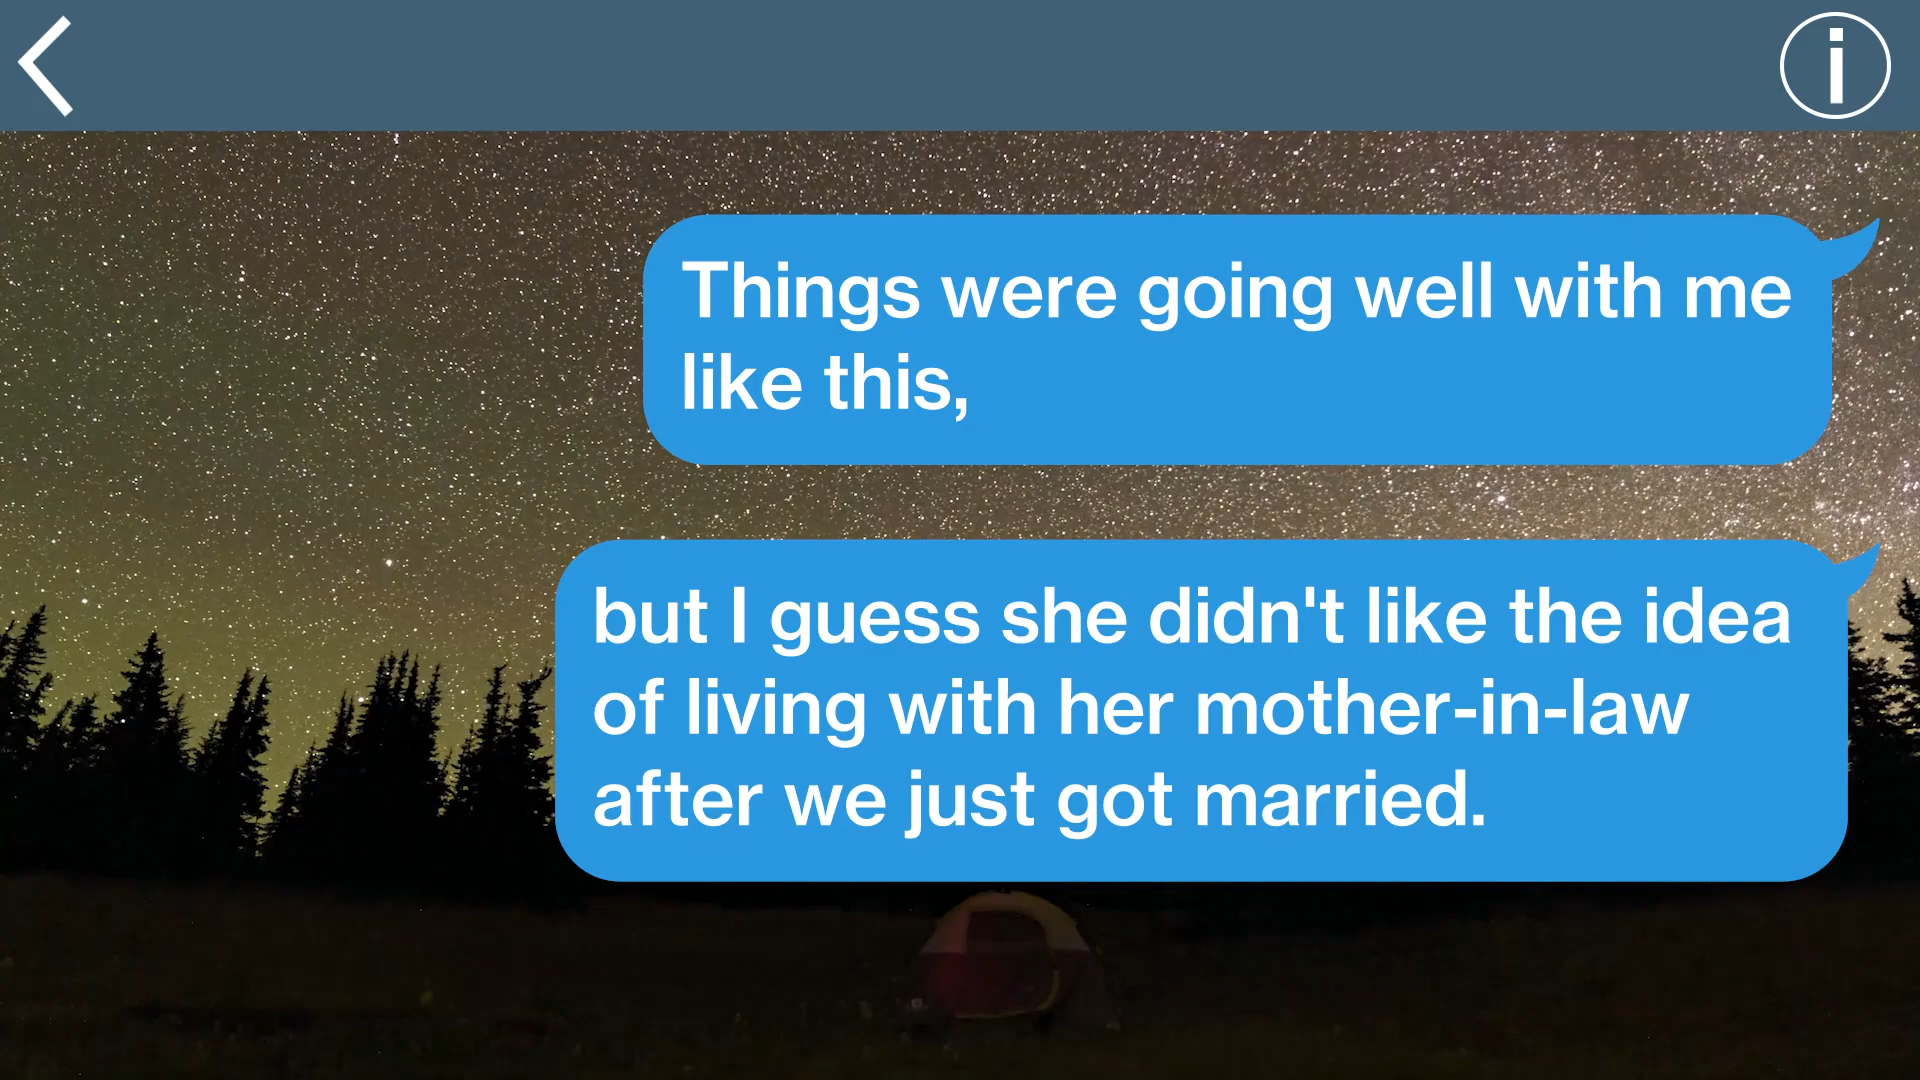 Things were going well with me
like this,
but I guess she didn't like the idea
of living with her mother-in-law
after we just got married.